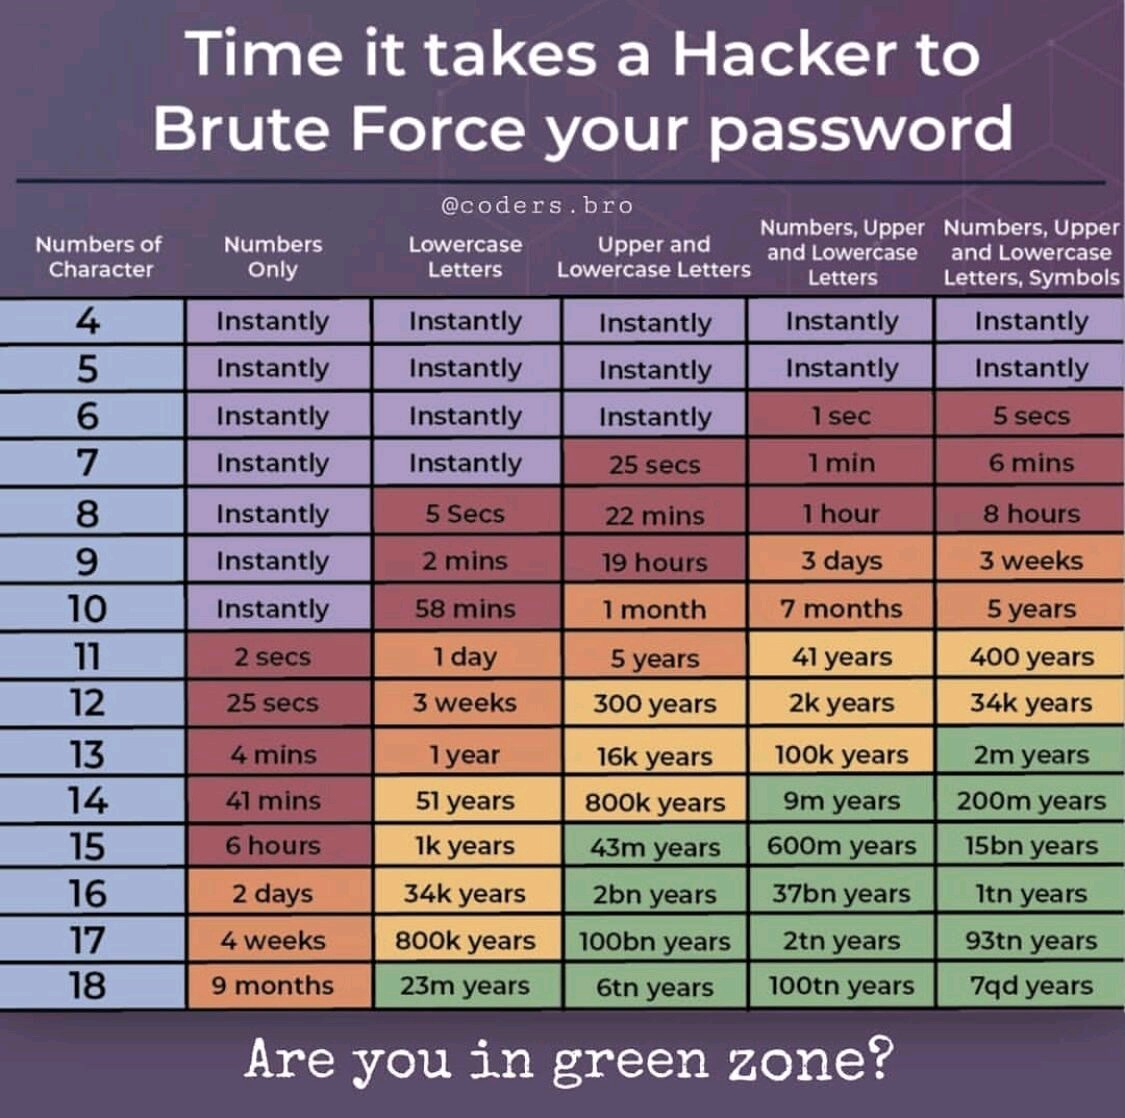 Time it takes a Hacker to
Brute Force your password
@coders.bro
Numbers of Character | Numbers Only | Lowercase Letters | Upper and Lowercase Letters | Numbers, Upper and Lowercase Letters | Numbers, Upper and Lowercase Letters, Symbols
4 | Instantly | Instantly | Instantly | Instantly | Instantly
5 | Instantly | Instantly | Instantly | Instantly | Instantly
6 | Instantly | Instantly | Instantly | 1 sec | 5 secs
7 | Instantly | Instantly | 25 secs | 1 min | 6 mins
8 | Instantly | 5 Secs | 22 mins | 1 hour | 8 hours
9 | Instantly | 2 mins | 19 hours | 3 days | 3 weeks
10 | Instantly | 58 mins | 1 month | 7 months | 5 years
11 | 2 secs | 1 day | 5 years | 41 years | 400 years
12 | 25 secs | 3 weeks | 300 years | 2k years | 34k years
13 | 4 mins | 1 year | 16k years | 100k years | 2m years
14 | 41 mins | 51 years | 800k years | 9m years | 200m years
15 | 6 hours | 1k years | 43m years | 600m years | 15bn years
16 | 2 days | 34k years | 2bn years | 37bn years | 1tn years
17 | 4 weeks | 800k years | 100bn years | 2tn years | 93tn years
18 | 9 months | 23m years | 6tn years | 100tn years | 7qd years
Are you in green zone?